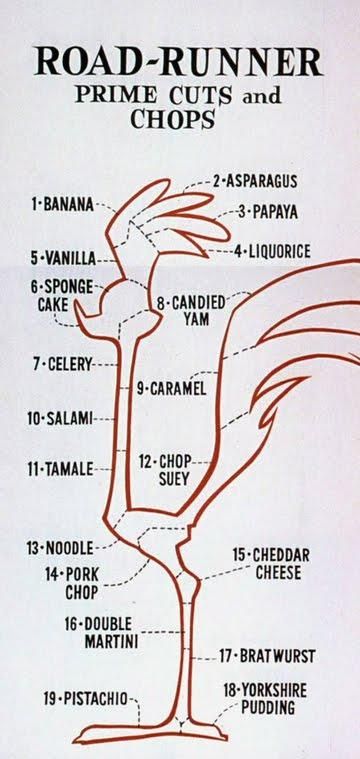 ROAD-RUNNER
PRIME CUTS and
CHOPS
1·BANANA
2·ASPARAGUS
3·PAPAYA
4·LIQUORICE
5·VANILLA
6·SPONGE
CAKE
8·CANDIED
YAM
7·CELERY
9·CARAMEL
10·SALAMI
11·TAMALE
12·CHOP
SUEY
13·NOODLE
14·PORK
CHOP
15·CHEDDAR
CHEESE
16·DOUBLE
MARTINI
17·BRATWURST
18·YORKSHIRE
PUDDING
19·PISTACHIO